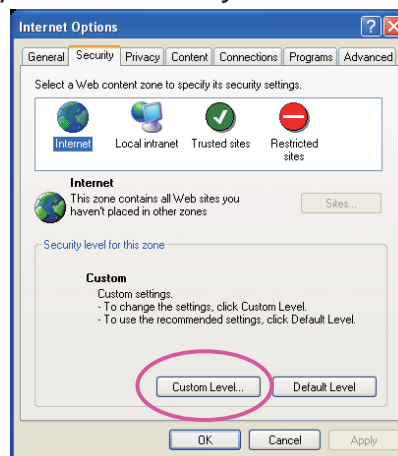 Internet Options
General Security Privacy Content Connections Programs Advanced
Select a Web content zone to specify its security settings.
Internet Local intranet Trusted sites Restricted sites
Internet
This zone contains all Web sites you
haven't placed in other zones
Sites...
Security level for this zone
Custom
Custom settings.
- To change the settings, click Custom Level.
- To use the recommended settings, click Default Level.
Custom Level... Default Level
OK Cancel Apply